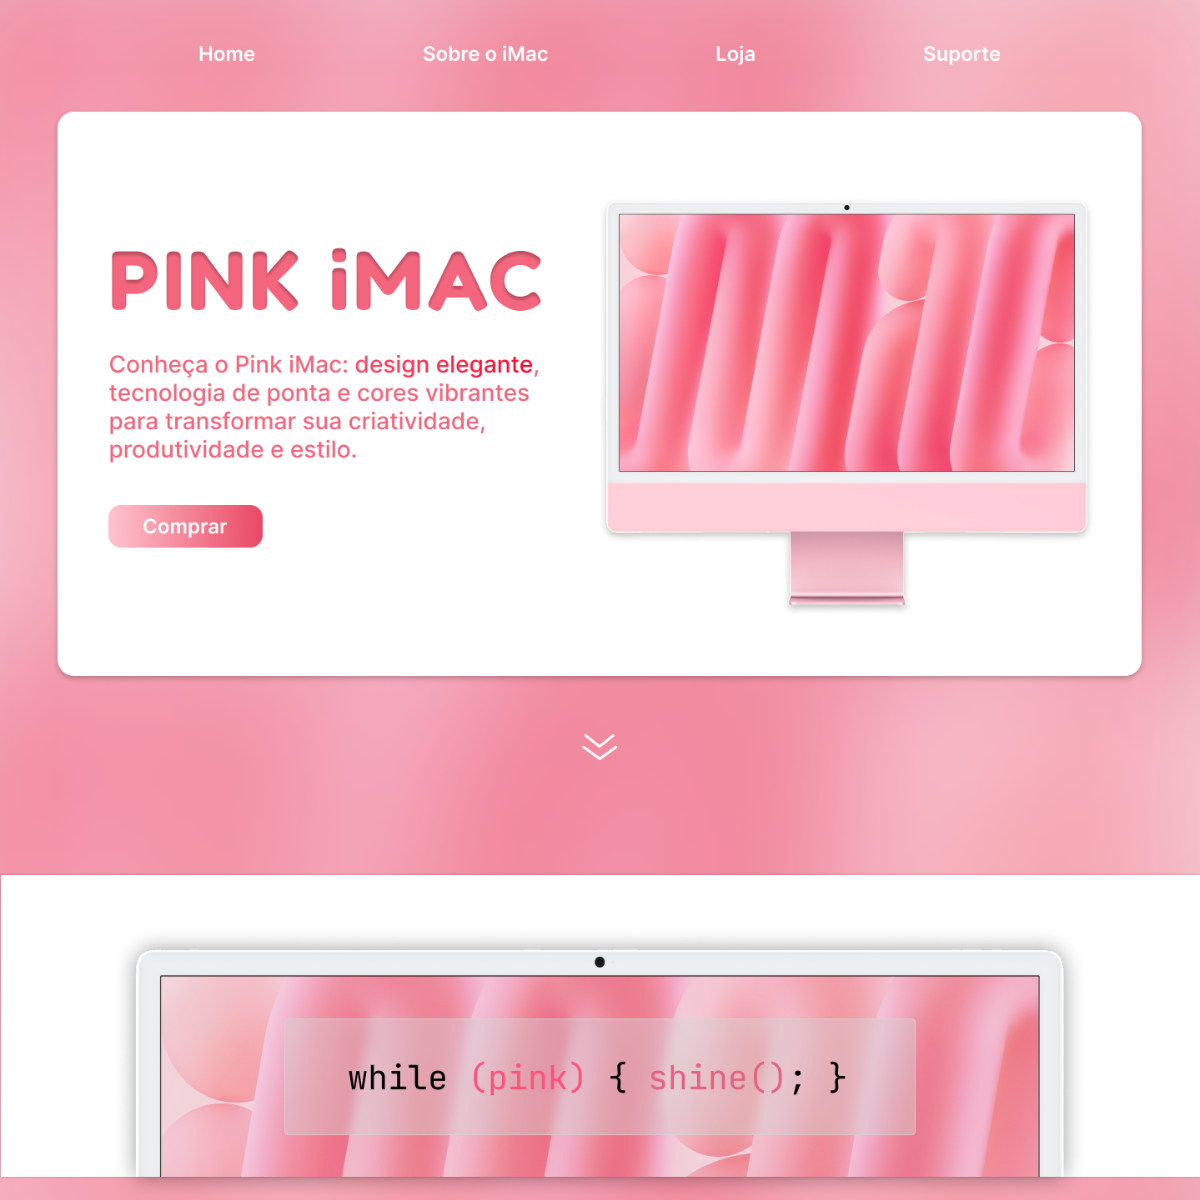 Home Sobre o iMac Loja Suporte
PINK iMAC
Conheça o Pink iMac: design elegante,
tecnologia de ponta e cores vibrantes
para transformar sua criatividade,
produtividade e estilo.
Comprar
while (pink) { shine(); }